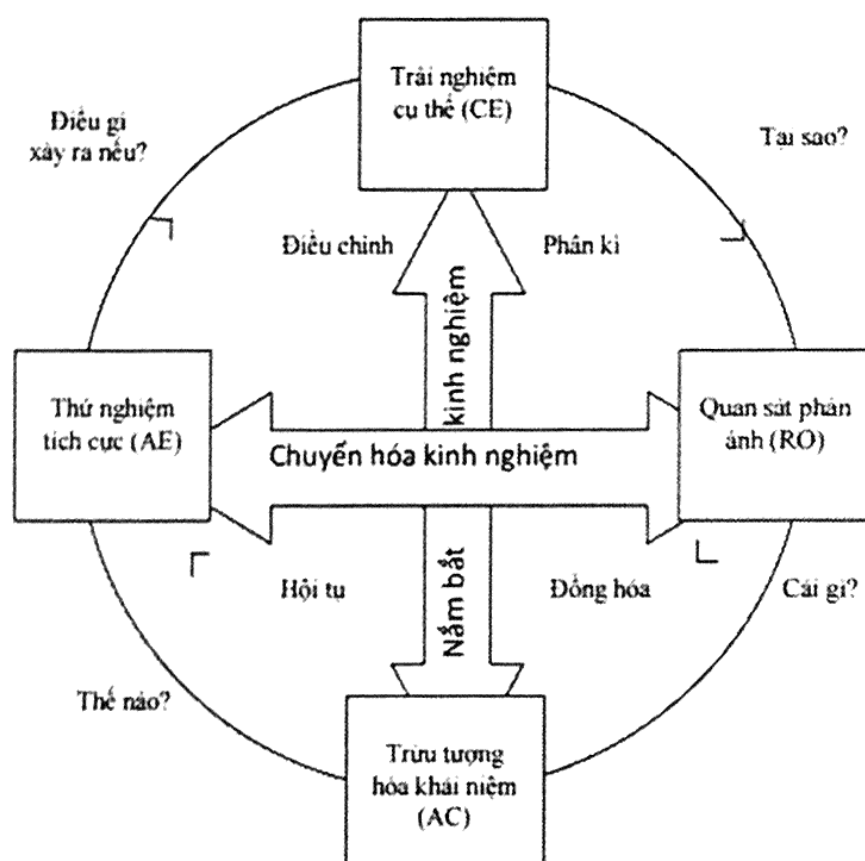 Trải nghiệm
cụ thể (CE)
Điều gì
xảy ra nếu?
Tại sao?
Điều chỉnh
Phân kì
kinh nghiệm
Thử nghiệm
tích cực (AE)
Quan sát phản
ánh (RO)
Chuyển hóa kinh nghiệm
Nắm bắt
Hội tụ
Đồng hóa
Cái gì?
Thế nào?
Trừu tượng
hóa khái niệm
(AC)